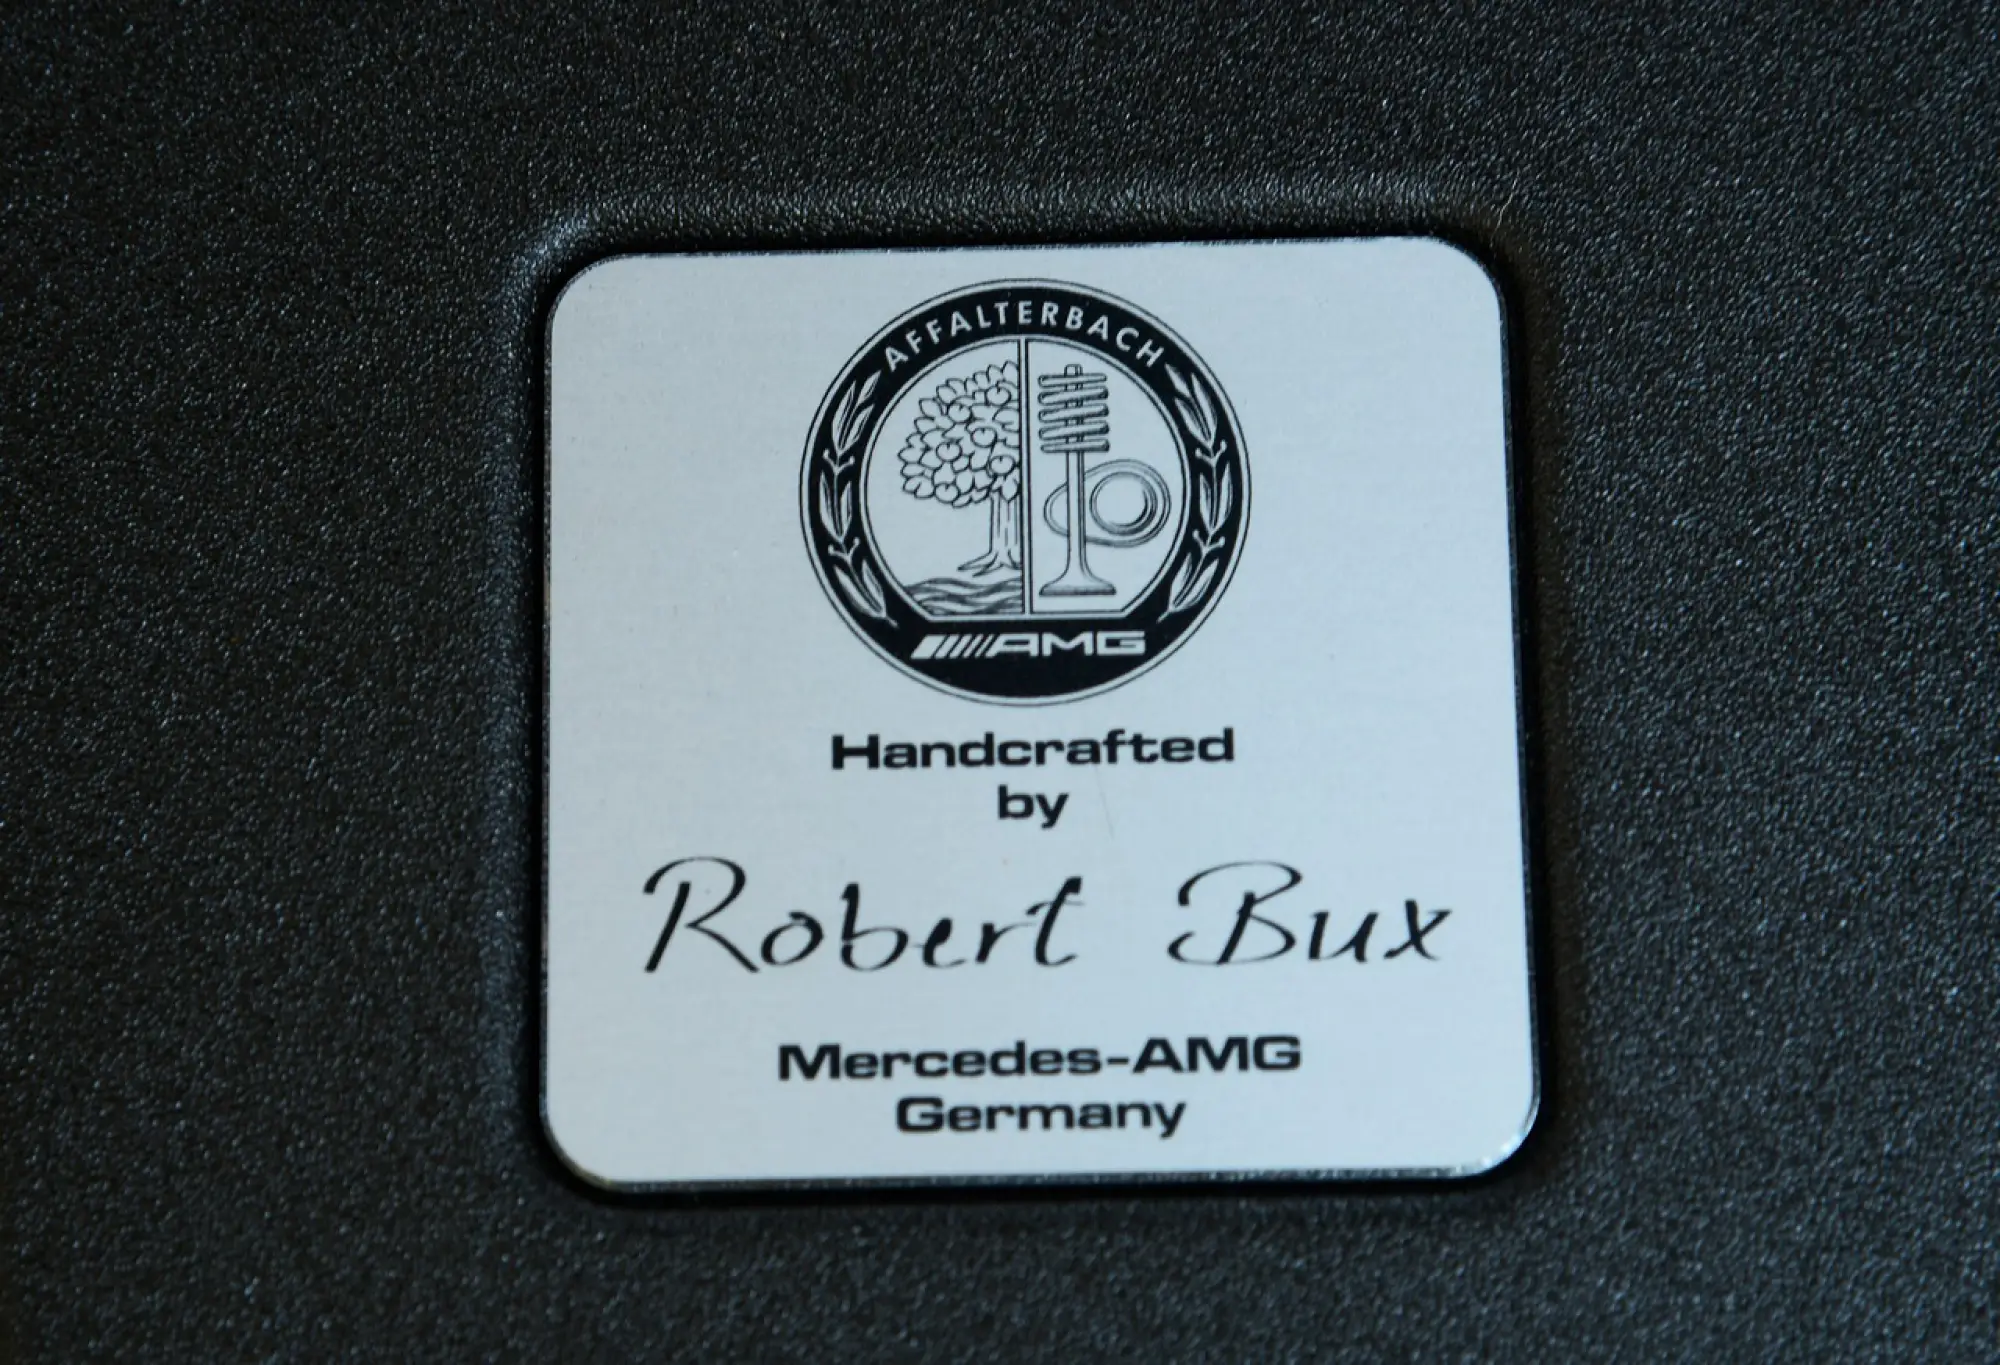 AFFALTERBACH
AMG
Handcrafted
by
Robert Bux
Mercedes-AMG
Germany